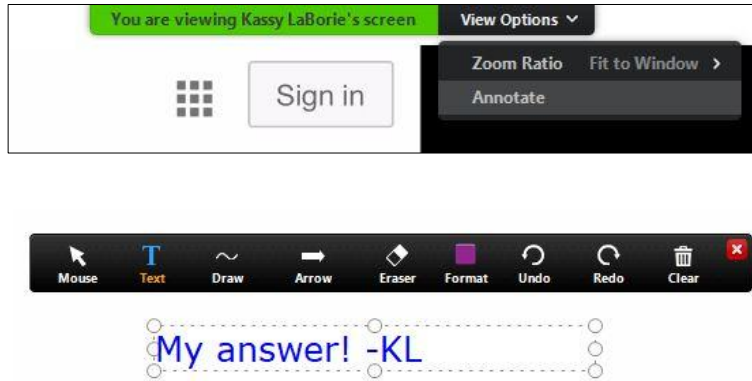 You are viewing Kassy LaBorie's screen View Options
Zoom Ratio Fit to Window >
Sign in
Annotate
T
Mouse Text Draw Arrow Eraser Format Undo Redo Clear
My answer! -KL